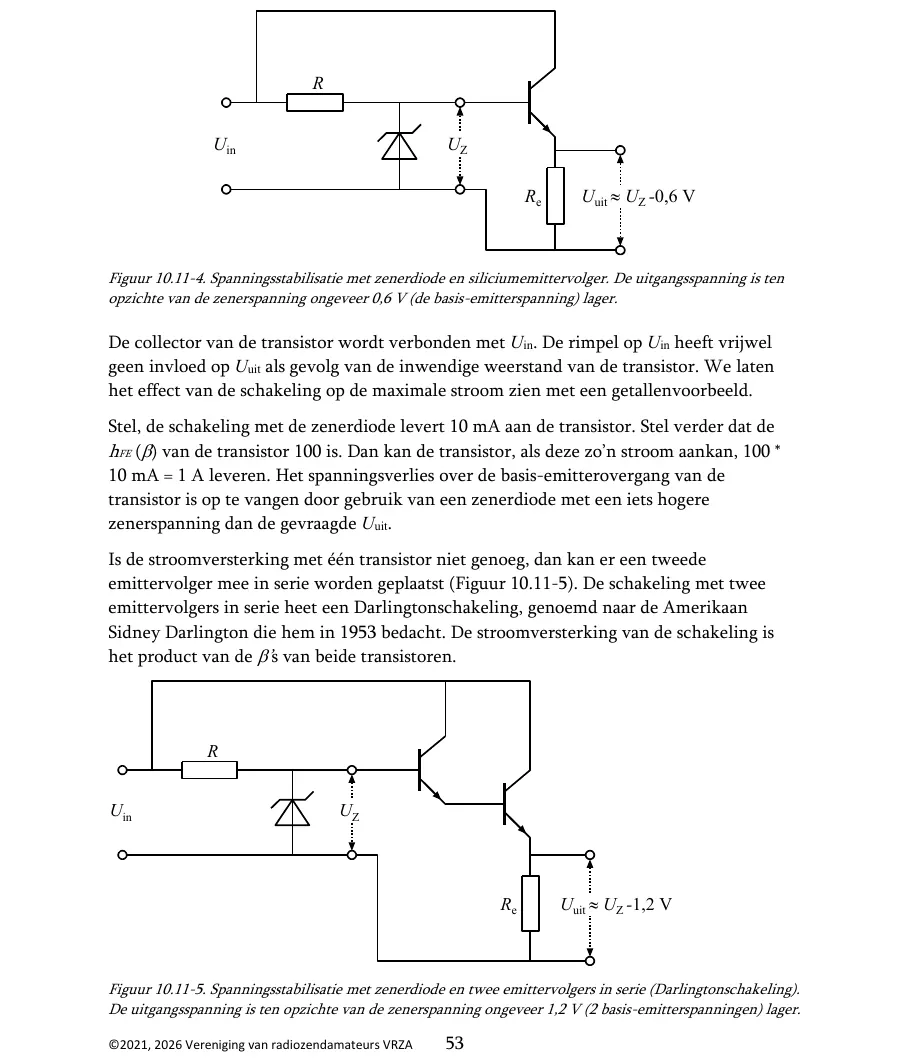 R
U_in
U_Z
R_e
U_uit ≈ U_Z -0,6 V
Figuur 10.11-4. Spanningsstabilisatie met zenerdiode en siliciumemittervolger. De uitgangsspanning is ten
opzichte van de zenerspanning ongeveer 0,6 V (de basis-emitterspanning) lager.
De collector van de transistor wordt verbonden met U_in. De rimpel op U_in heeft vrijwel
geen invloed op U_uit als gevolg van de inwendige weerstand van de transistor. We laten
het effect van de schakeling op de maximale stroom zien met een getallenvoorbeeld.
Stel, de schakeling met de zenerdiode levert 10 mA aan de transistor. Stel verder dat de
h_FE (β) van de transistor 100 is. Dan kan de transistor, als deze zo’n stroom aankan, 100 *
10 mA = 1 A leveren. Het spanningsverlies over de basis-emitterovergang van de
transistor is op te vangen door gebruik van een zenerdiode met een iets hogere
zenerspanning dan de gevraagde U_uit.
Is de stroomversterking met één transistor niet genoeg, dan kan er een tweede
emittervolger mee in serie worden geplaatst (Figuur 10.11-5). De schakeling met twee
emittervolgers in serie heet een Darlingtonschakeling, genoemd naar de Amerikaan
Sidney Darlington die hem in 1953 bedacht. De stroomversterking van de schakeling is
het product van de β’s van beide transistoren.
R
U_in
U_Z
R_e
U_uit ≈ U_Z -1,2 V
Figuur 10.11-5. Spanningsstabilisatie met zenerdiode en twee emittervolgers in serie (Darlingtonschakeling).
De uitgangsspanning is ten opzichte van de zenerspanning ongeveer 1,2 V (2 basis-emitterspanningen) lager.
©2021, 2026 Vereniging van radiozendamateurs VRZA 53